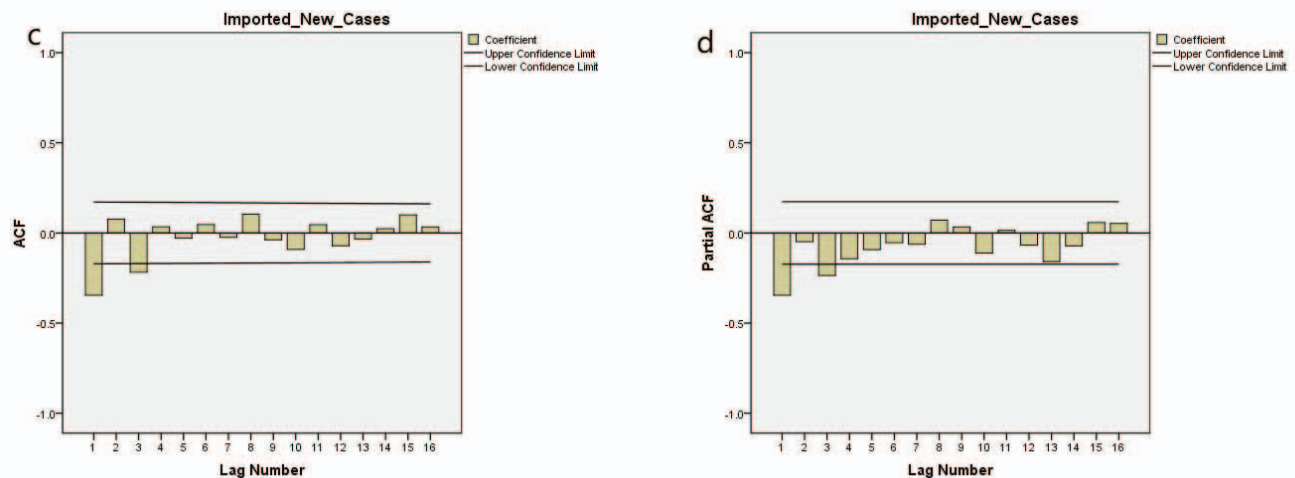 c
Imported_New_Cases
Coefficient
Upper Confidence Limit
Lower Confidence Limit
ACF
1.0
0.5
0.0
-0.5
-1.0
1 2 3 4 5 6 7 8 9 10 11 12 13 14 15 16
Lag Number
d
Imported_New_Cases
Coefficient
Upper Confidence Limit
Lower Confidence Limit
Partial ACF
1.0
0.5
0.0
-0.5
-1.0
1 2 3 4 5 6 7 8 9 10 11 12 13 14 15 16
Lag Number